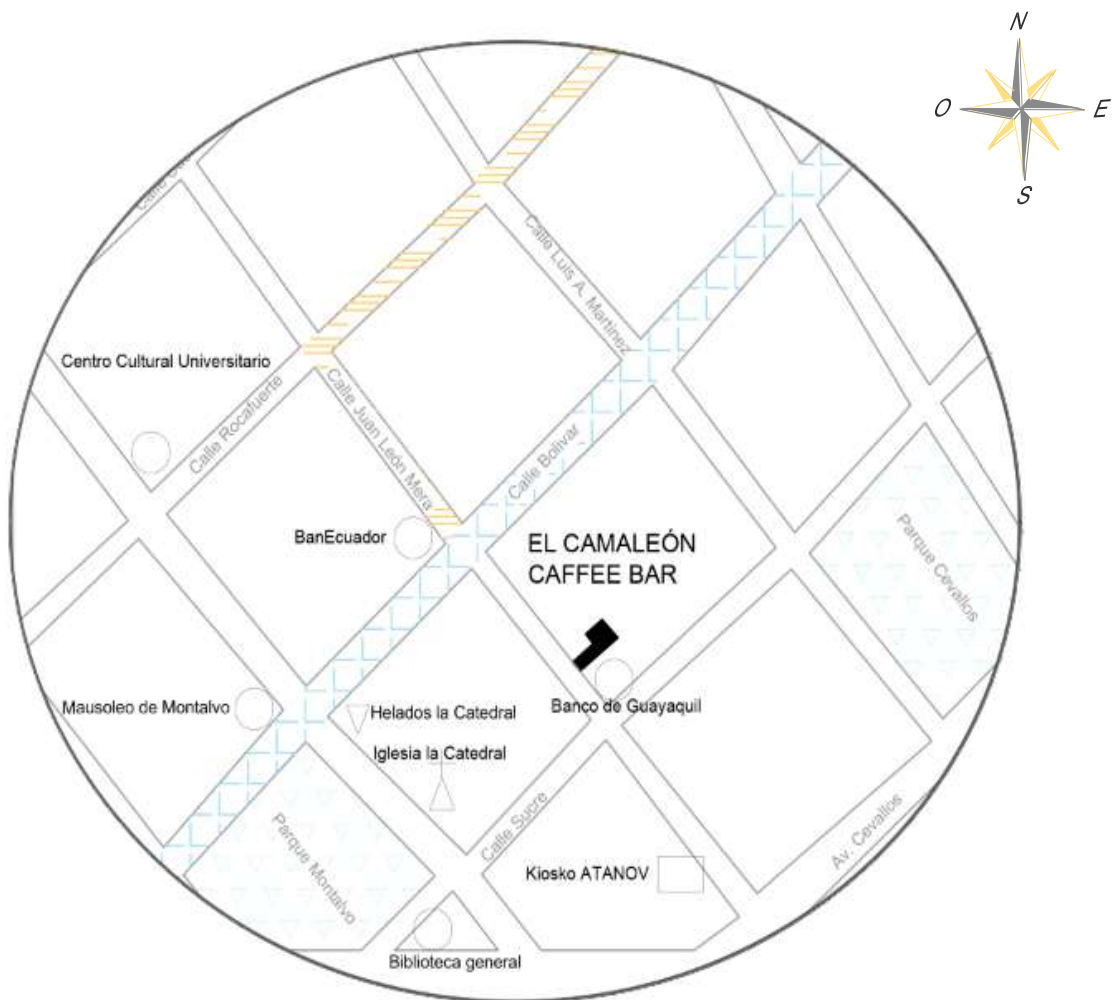 N
O
E
S
Calle
Calle Luis A. Martinez
Centro Cultural Universitario
Calle Rocafuerte
Calle Juan León Mera
Calle Bolivar
BanEcuador
EL CAMALEÓN
CAFFEE BAR
Parque Cevallos
Mausoleo de Montalvo
Helados la Catedral
Banco de Guayaquil
Iglesia la Catedral
Calle Sucre
Av. Cevallos
Parque Montalvo
Kiosko ATANOV
Biblioteca general